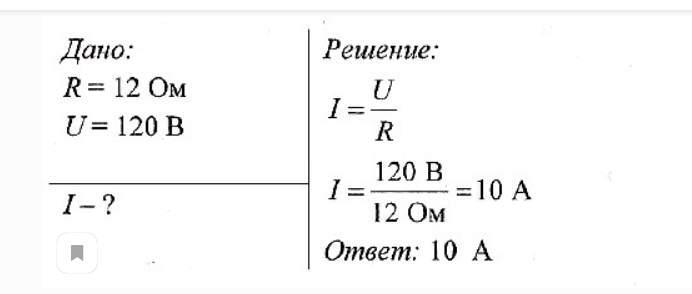 Дано:
R = 12 Ом
U = 120 В
I – ?
Решение:
I = U/R
I = 120 В/12 Ом = 10 А
Ответ: 10 А